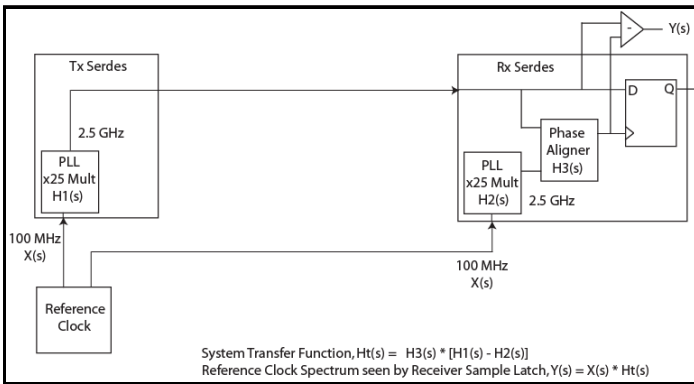 Y(s)
-
Tx Serdes
Rx Serdes
D
Q
2.5 GHz
PLL
x25 Mult
H1(s)
Phase
Aligner
H3(s)
PLL
x25 Mult
H2(s)
2.5 GHz
100 MHz
X(s)
100 MHz
X(s)
Reference
Clock
System Transfer Function, Ht(s) = H3(s) * [H1(s) - H2(s)]
Reference Clock Spectrum seen by Receiver Sample Latch, Y(s) = X(s) * Ht(s)